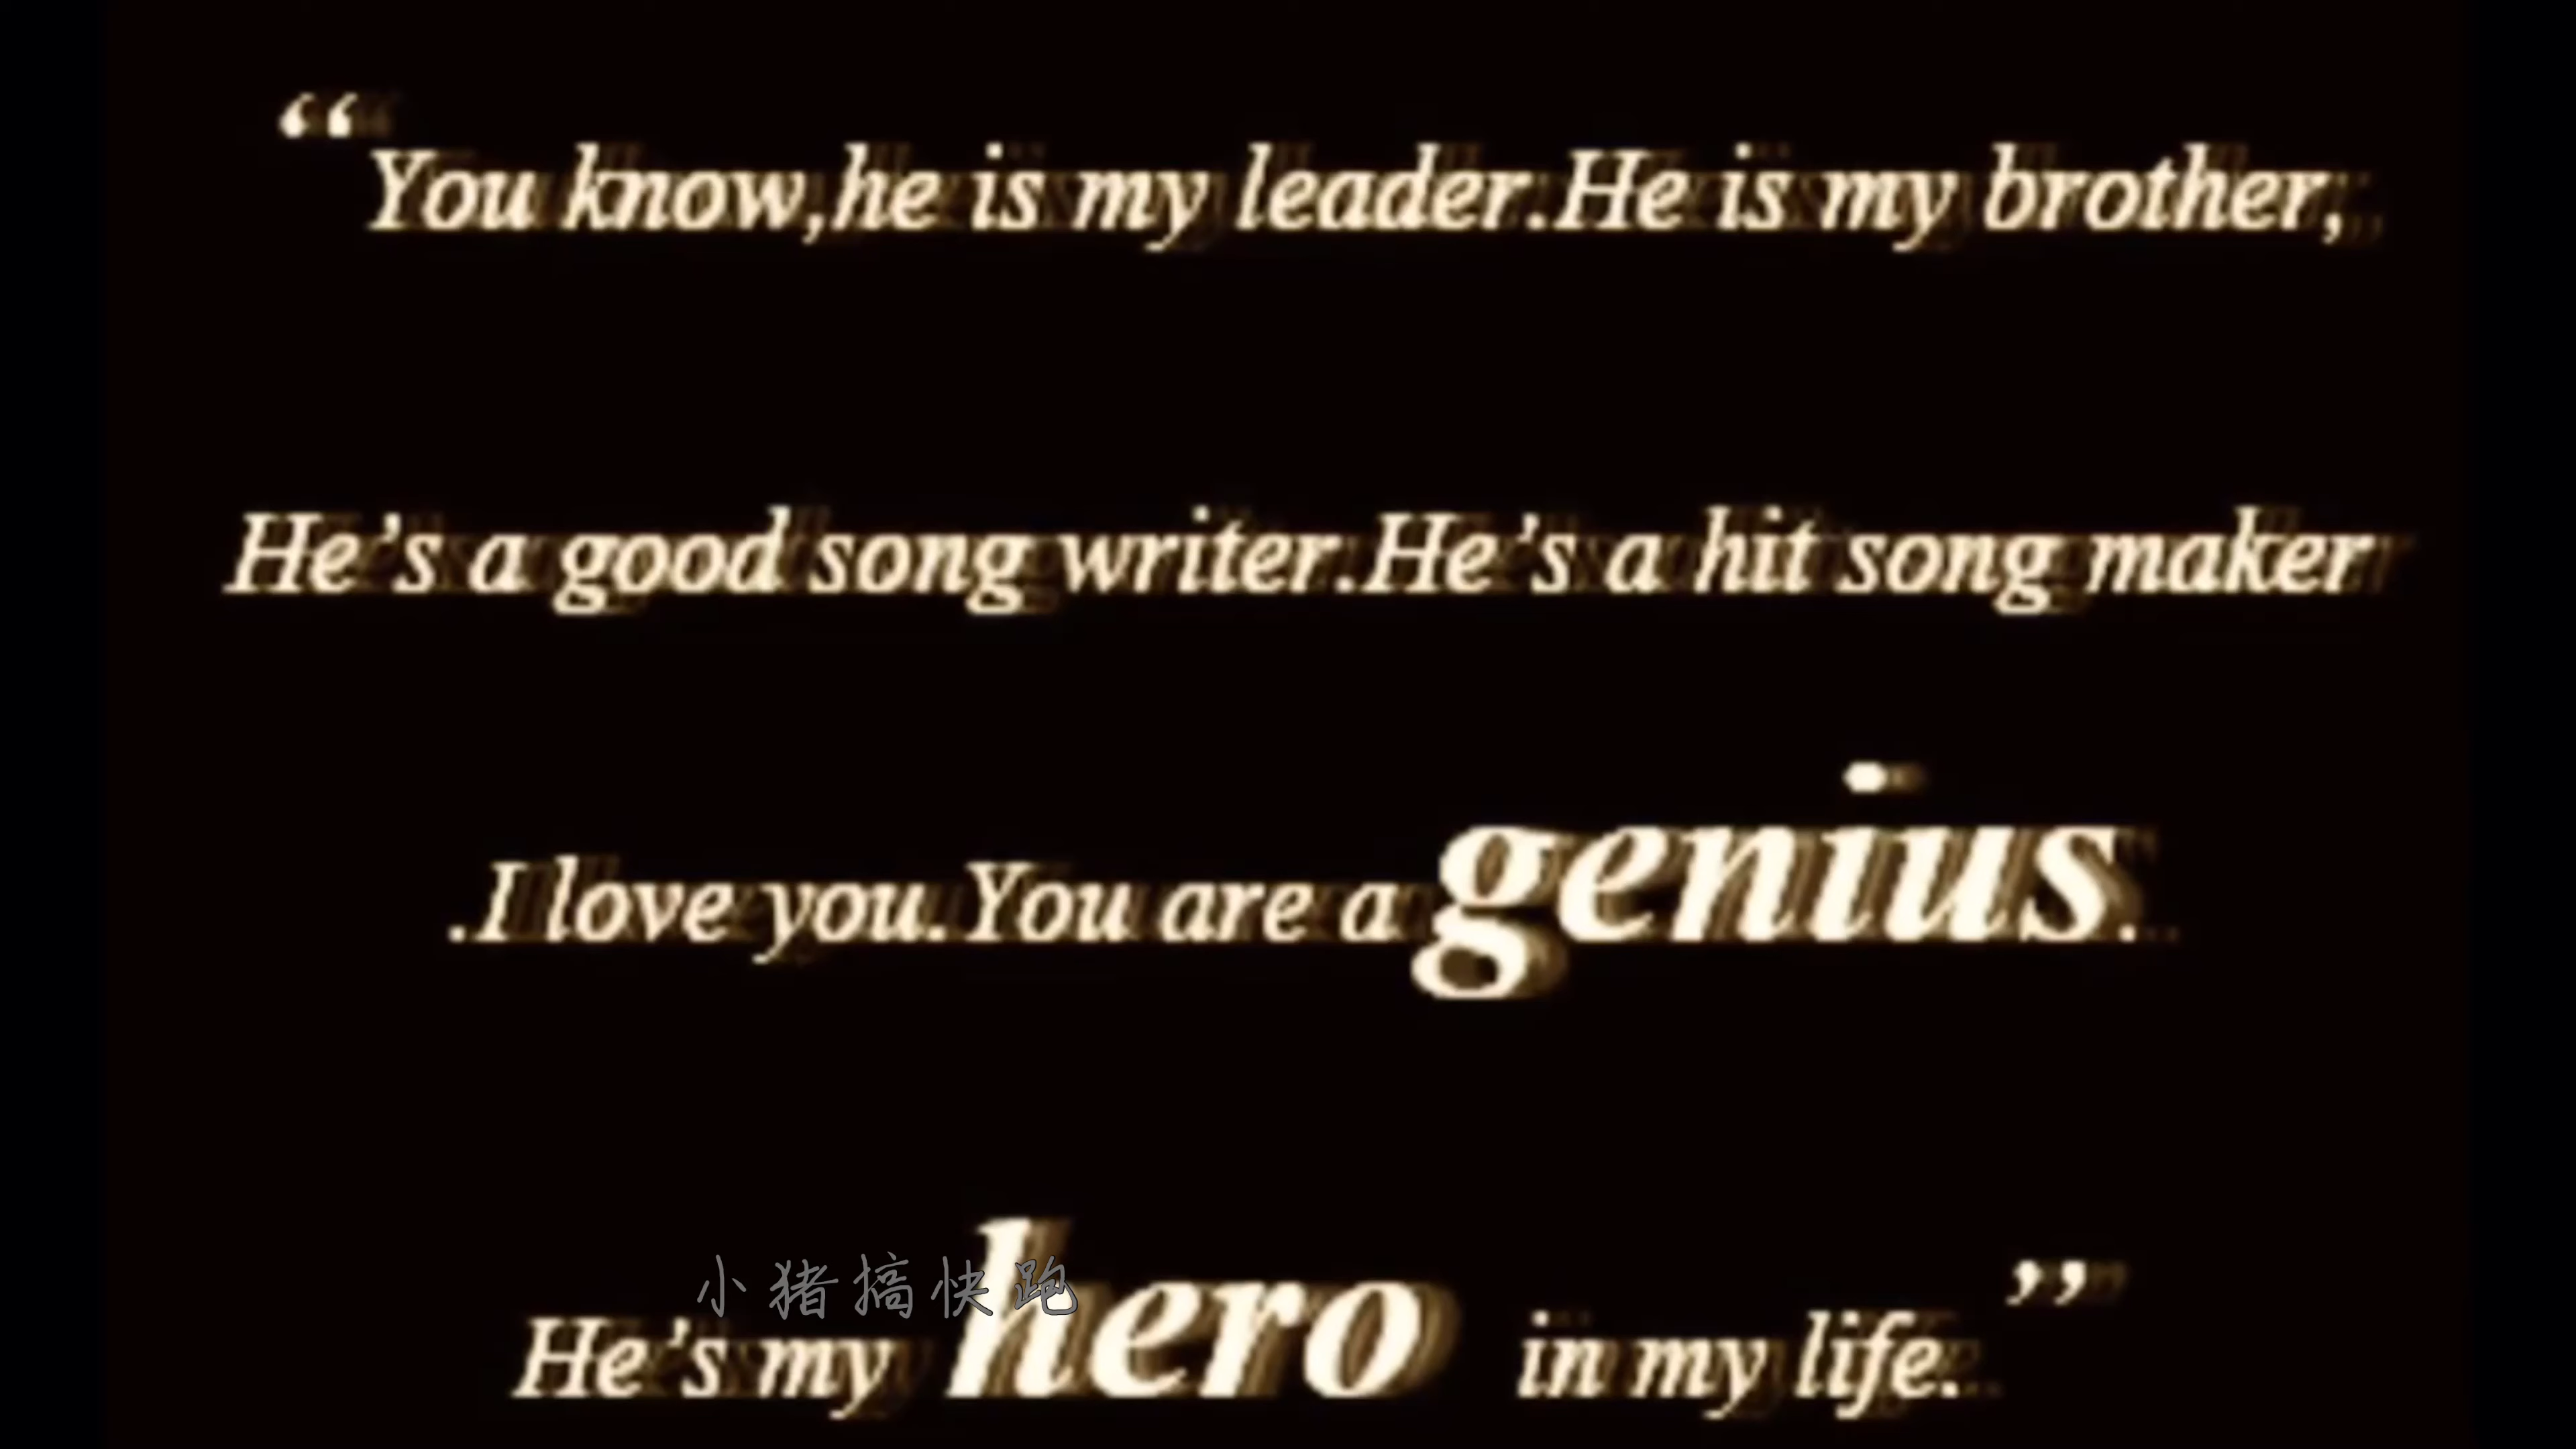 “You know,he is my leader.He is my brother,
He’s a good song writer.He’s a hit song maker
.I love you.You are a genius.
小猪搞快跑
He’s my hero in my life.”